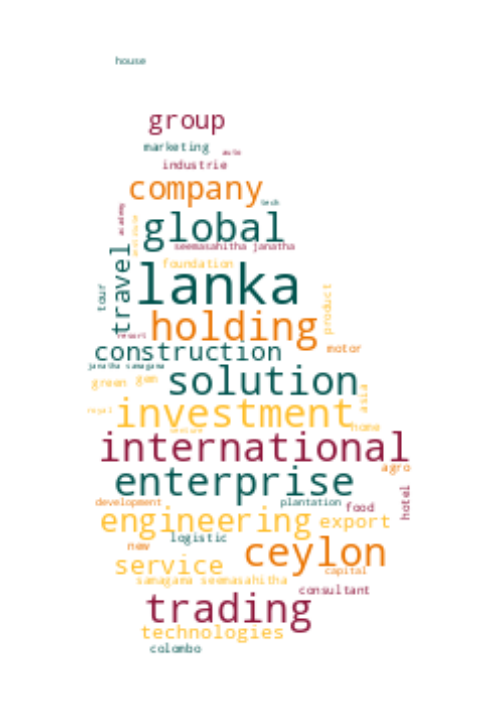 house
group
marketing
auto
industrie
company
tech
academy
global
seemasahitha janatha
travel
foundation
lanka
tour
product
holding
resort
construction
motor
janatha samagama
solution
green
gem
asia
royal
investment
home
venture
international
agro
enterprise
development
plantation
hotel
food
engineering
export
logistic
new
ceylon
service
capital
samagama seemasahitha
consultant
trading
technologies
colombo